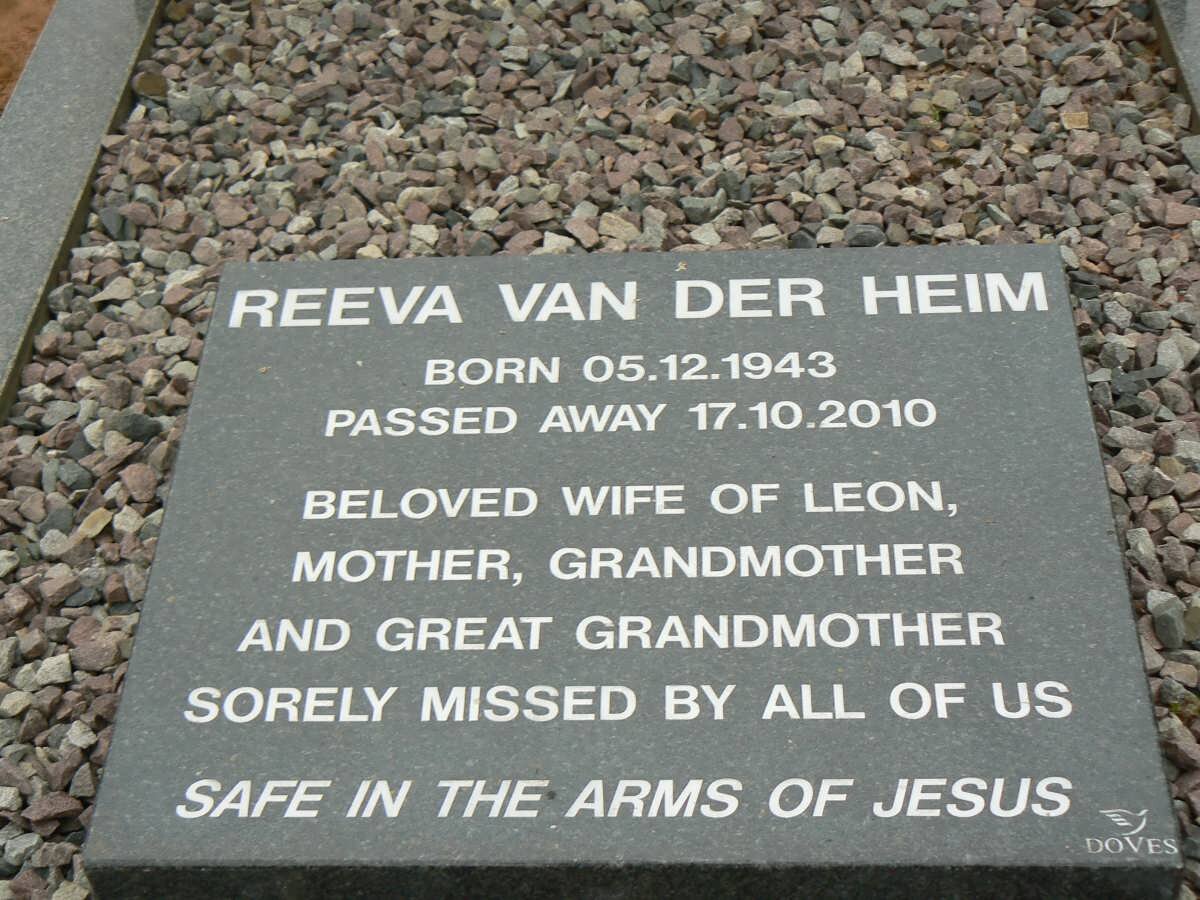 REEVA VAN DER HEIM
BORN 05.12.1943
PASSED AWAY 17.10.2010
BELOVED WIFE OF LEON,
MOTHER, GRANDMOTHER
AND GREAT GRANDMOTHER
SORELY MISSED BY ALL OF US
SAFE IN THE ARMS OF JESUS
DOVES